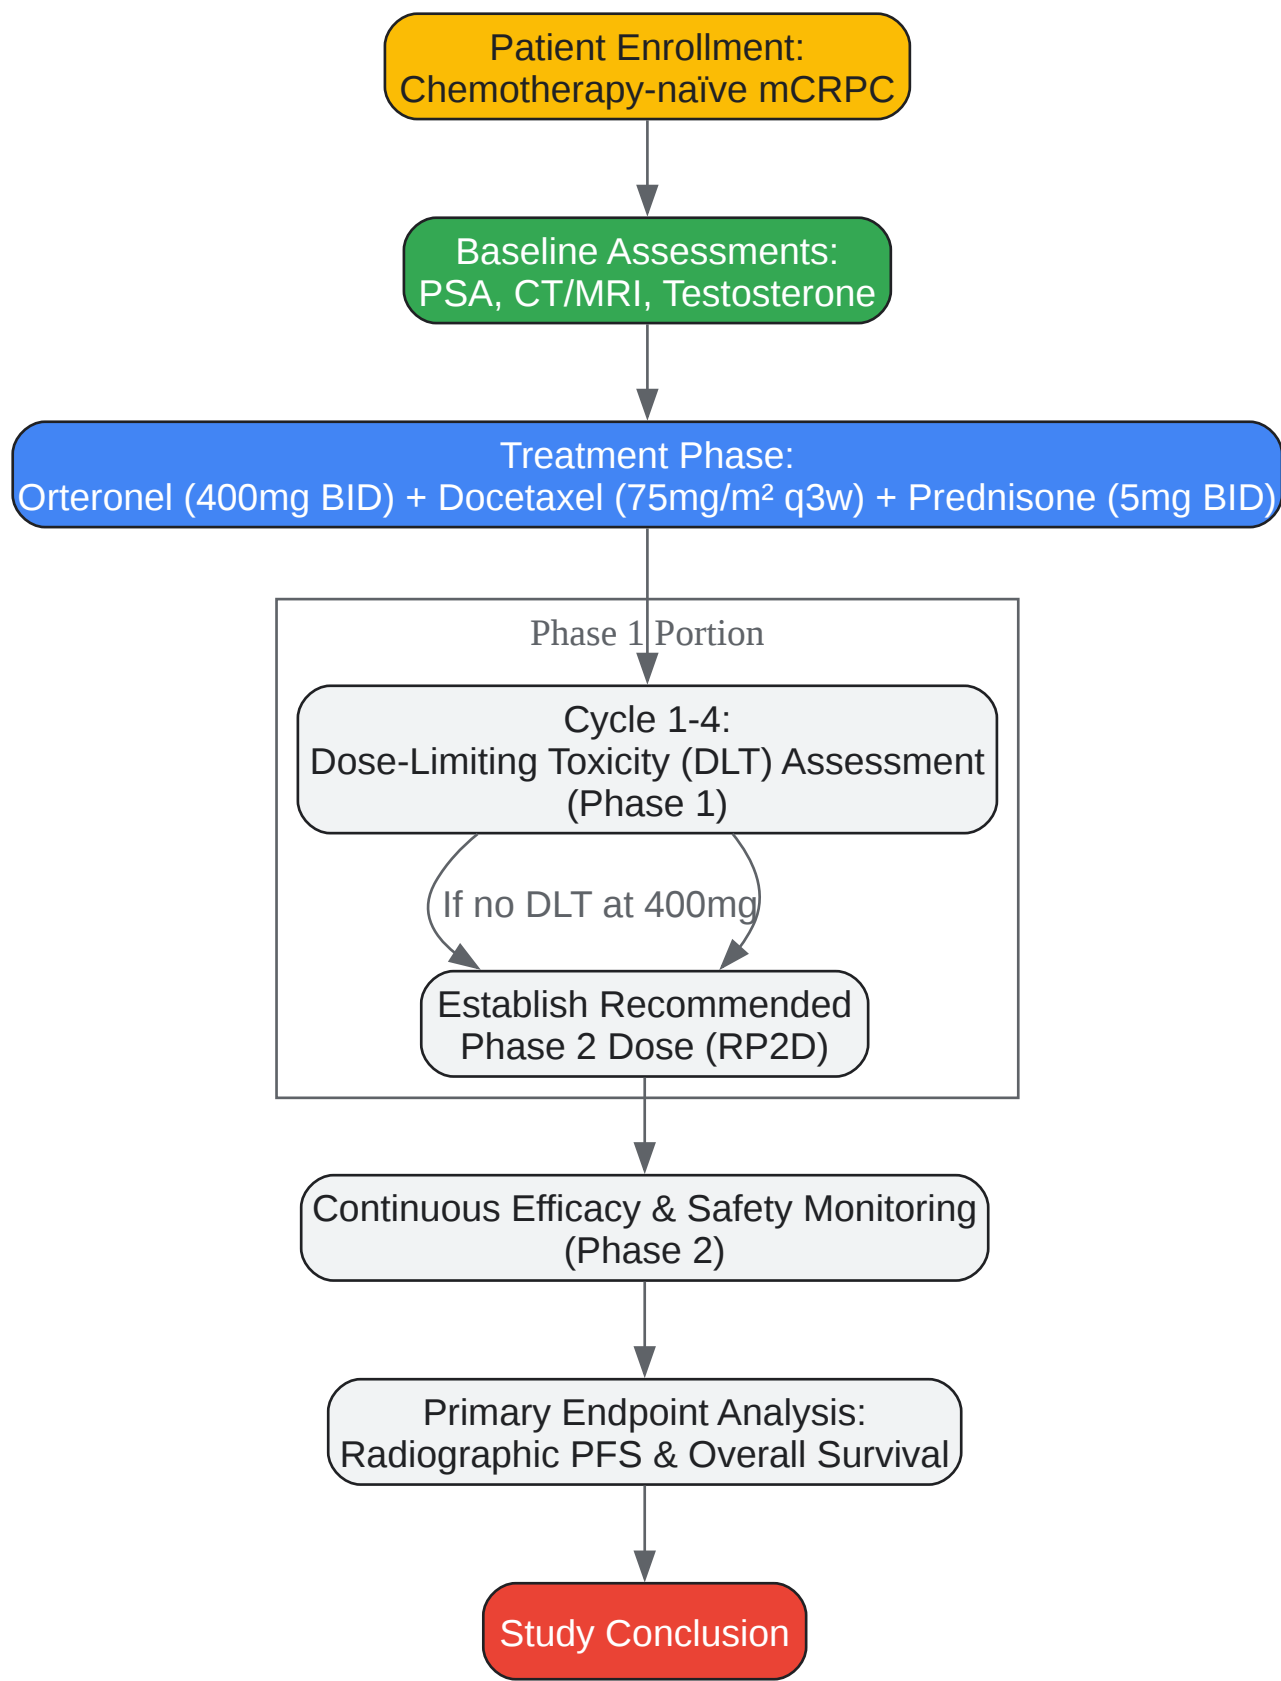 Patient Enrollment:
Chemotherapy-naïve mCRPC
Baseline Assessments:
PSA, CT/MRI, Testosterone
Treatment Phase:
Orteronel (400mg BID) + Docetaxel (75mg/m² q3w) + Prednisone (5mg BID)
Phase 1 Portion
Cycle 1-4:
Dose-Limiting Toxicity (DLT) Assessment
(Phase 1)
If no DLT at 400mg
Establish Recommended
Phase 2 Dose (RP2D)
Continuous Efficacy & Safety Monitoring
(Phase 2)
Primary Endpoint Analysis:
Radiographic PFS & Overall Survival
Study Conclusion